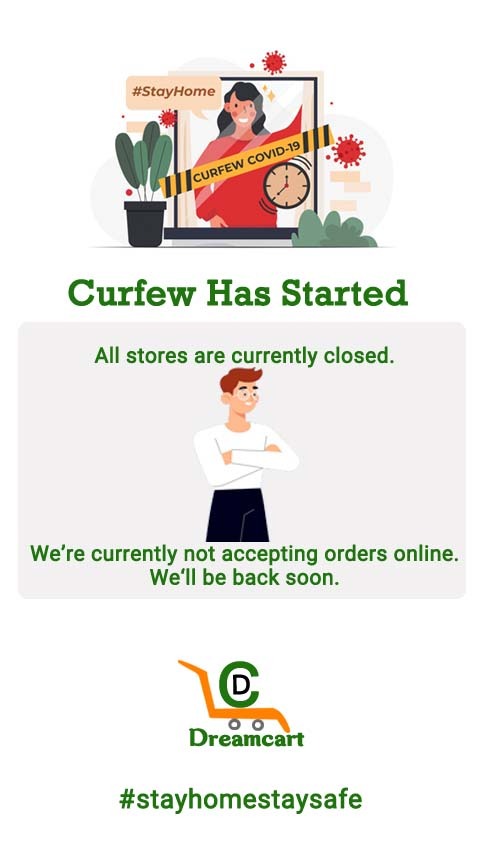 #StayHome
CURFEW COVID-19
Curfew Has Started
All stores are currently closed.
We're currently not accepting orders online.
We'll be back soon.
CD
Dreamcart
#stayhomestaysafe